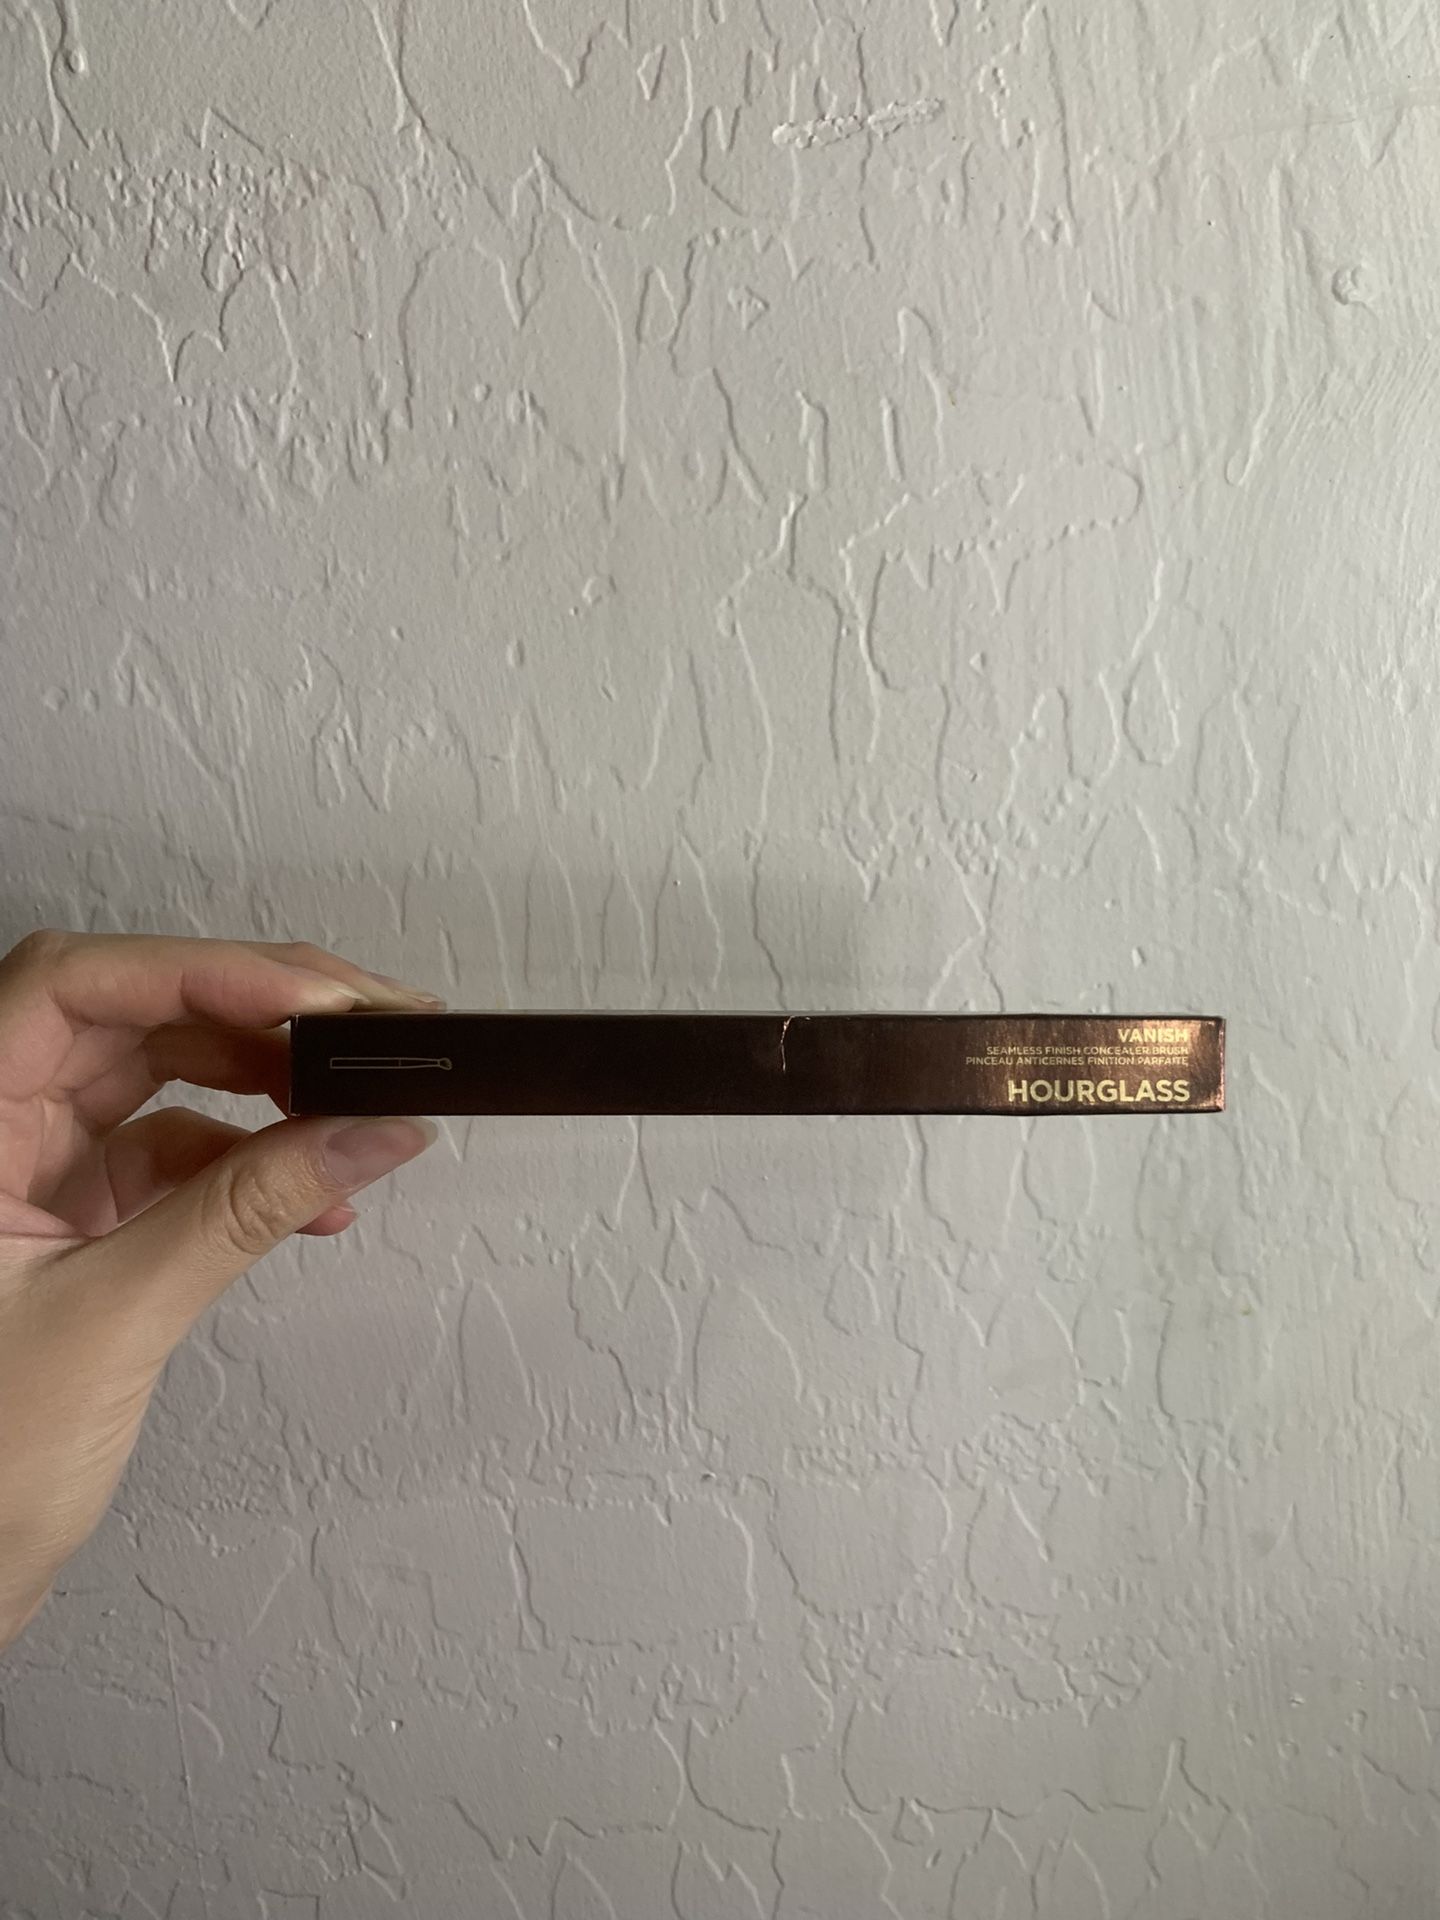 VANISH
SEAMLESS FINISH CONCEALER BRUSH
PINCEAU ANTICERNES FINITION PARFAITE
HOURGLASS